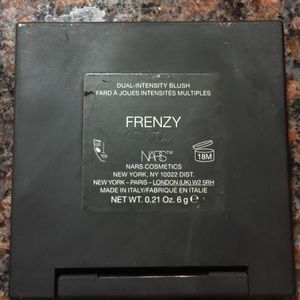 DUAL-INTENSITY BLUSH
FARD À JOUES INTENSITÉS MULTIPLES
FRENZY
NARS™
18M
NARS COSMETICS
NEW YORK, NY 10022 DIST.
NEW YORK – PARIS – LONDON (UK) W2 5RH
MADE IN ITALY/FABRIQUÉ EN ITALIE
NET WT. 0.21 Oz. 6 g ℮